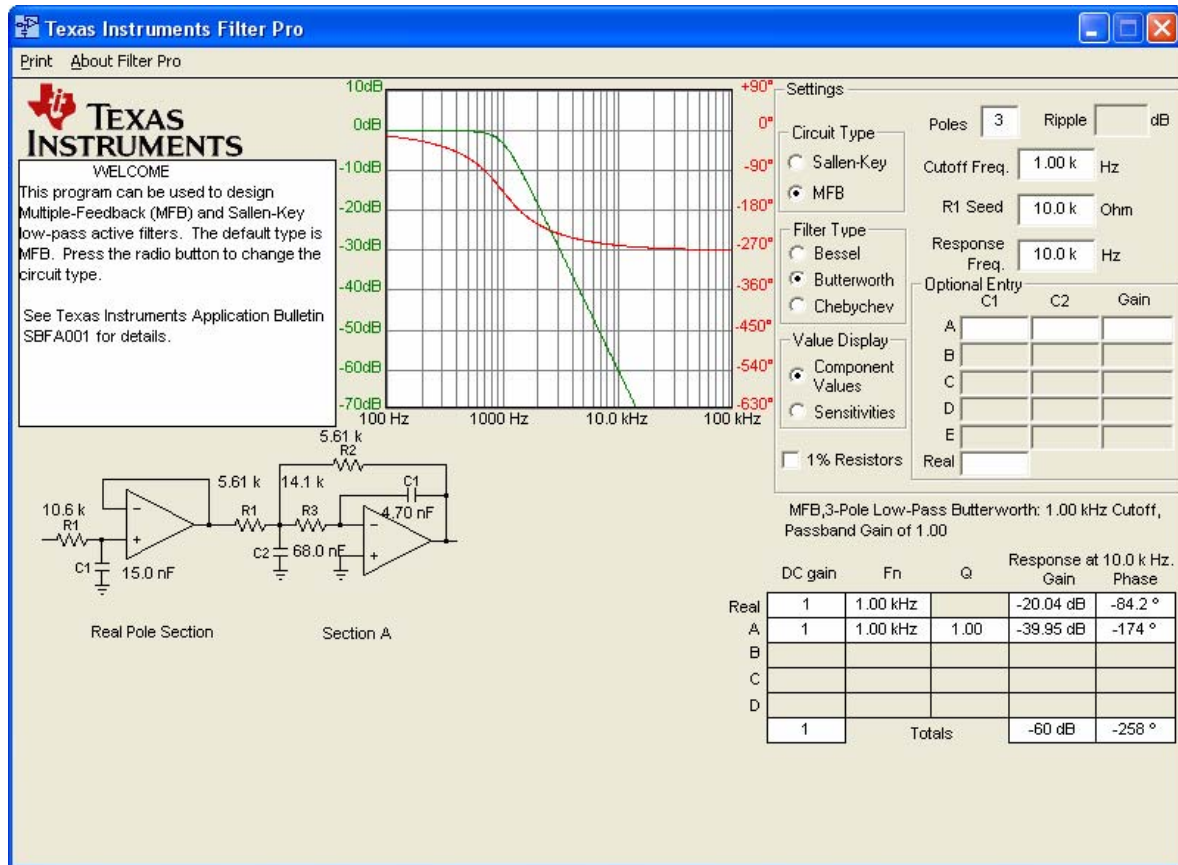 Texas Instruments Filter Pro
Print About Filter Pro
TEXAS
INSTRUMENTS
WELCOME
This program can be used to design
Multiple-Feedback (MFB) and Sallen-Key
low-pass active filters. The default type is
MFB. Press the radio button to change the
circuit type.
See Texas Instruments Application Bulletin
SBFA001 for details.
10dB
0dB
-10dB
-20dB
-30dB
-40dB
-50dB
-60dB
-70dB
+90°
0°
-90°
-180°
-270°
-360°
-450°
-540°
-630°
100 Hz 1000 Hz 10.0 kHz 100 kHz
Settings
Circuit Type
Sallen-Key
MFB
Filter Type
Bessel
Butterworth
Chebychev
Value Display
Component
Values
Sensitivities
1% Resistors
Poles 3 Ripple dB
Cutoff Freq. 1.00 k Hz
R1 Seed 10.0 k Ohm
Response
Freq. 10.0 k Hz
Optional Entry
C1 C2 Gain
A
B
C
D
E
Real
5.61 k
R2
10.6 k
R1
C1
15.0 nF
-
+
5.61 k
R1
14.1 k
R3
C1
4.70 nF
C2
68.0 nF
-
+
Real Pole Section
Section A
MFB,3-Pole Low-Pass Butterworth: 1.00 kHz Cutoff,
Passband Gain of 1.00
Response at 10.0 k Hz.
DC gain Fn Q Gain Phase
Real 1 1.00 kHz -20.04 dB -84.2 °
A 1 1.00 kHz 1.00 -39.95 dB -174 °
B
C
D
1 Totals -60 dB -258 °